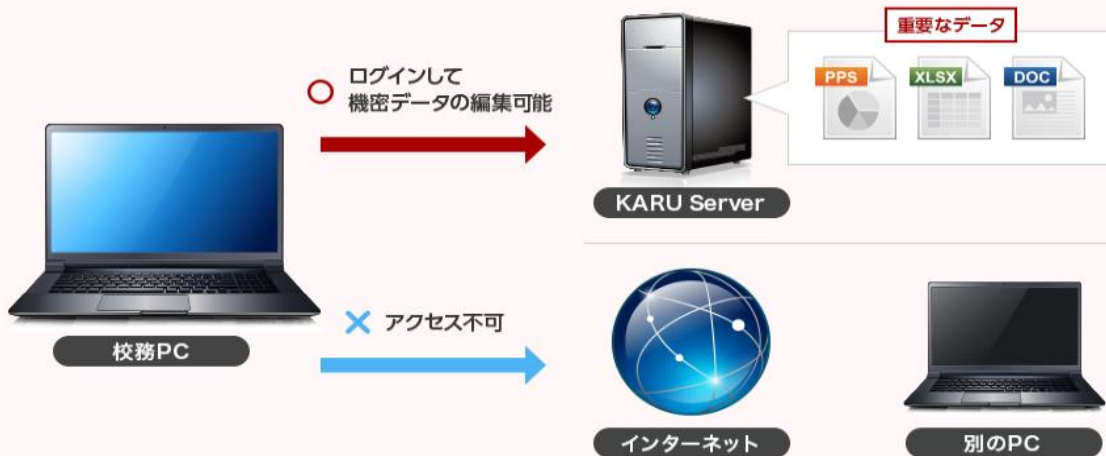 重要なデータ
PPS
XLSX
DOC
ログインして
機密データの編集可能
KARU Server
校務PC
アクセス不可
インターネット
別のPC